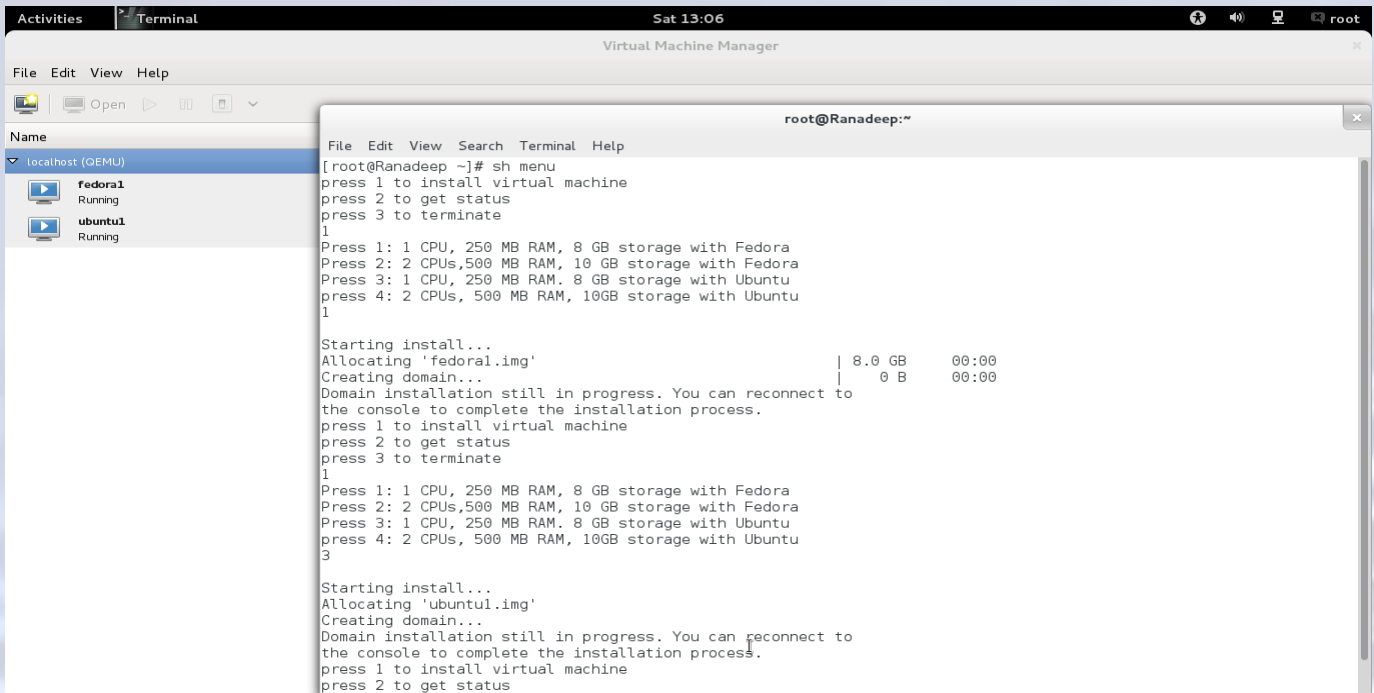 Activities Terminal Sat 13:06 root
Virtual Machine Manager
File Edit View Help
Open
Name
localhost (QEMU)
fedora1
Running
ubuntu1
Running
root@Ranadeep:~
File Edit View Search Terminal Help
[root@Ranadeep ~]# sh menu
press 1 to install virtual machine
press 2 to get status
press 3 to terminate
1
Press 1: 1 CPU, 250 MB RAM, 8 GB storage with Fedora
Press 2: 2 CPUs,500 MB RAM, 10 GB storage with Fedora
Press 3: 1 CPU, 250 MB RAM. 8 GB storage with Ubuntu
press 4: 2 CPUs, 500 MB RAM, 10GB storage with Ubuntu
1
Starting install...
Allocating 'fedora1.img' | 8.0 GB 00:00
Creating domain... | 0 B 00:00
Domain installation still in progress. You can reconnect to
the console to complete the installation process.
press 1 to install virtual machine
press 2 to get status
press 3 to terminate
1
Press 1: 1 CPU, 250 MB RAM, 8 GB storage with Fedora
Press 2: 2 CPUs,500 MB RAM, 10 GB storage with Fedora
Press 3: 1 CPU, 250 MB RAM. 8 GB storage with Ubuntu
press 4: 2 CPUs, 500 MB RAM, 10GB storage with Ubuntu
3
Starting install...
Allocating 'ubuntu1.img'
Creating domain...
Domain installation still in progress. You can reconnect to
the console to complete the installation process.
press 1 to install virtual machine
press 2 to get status